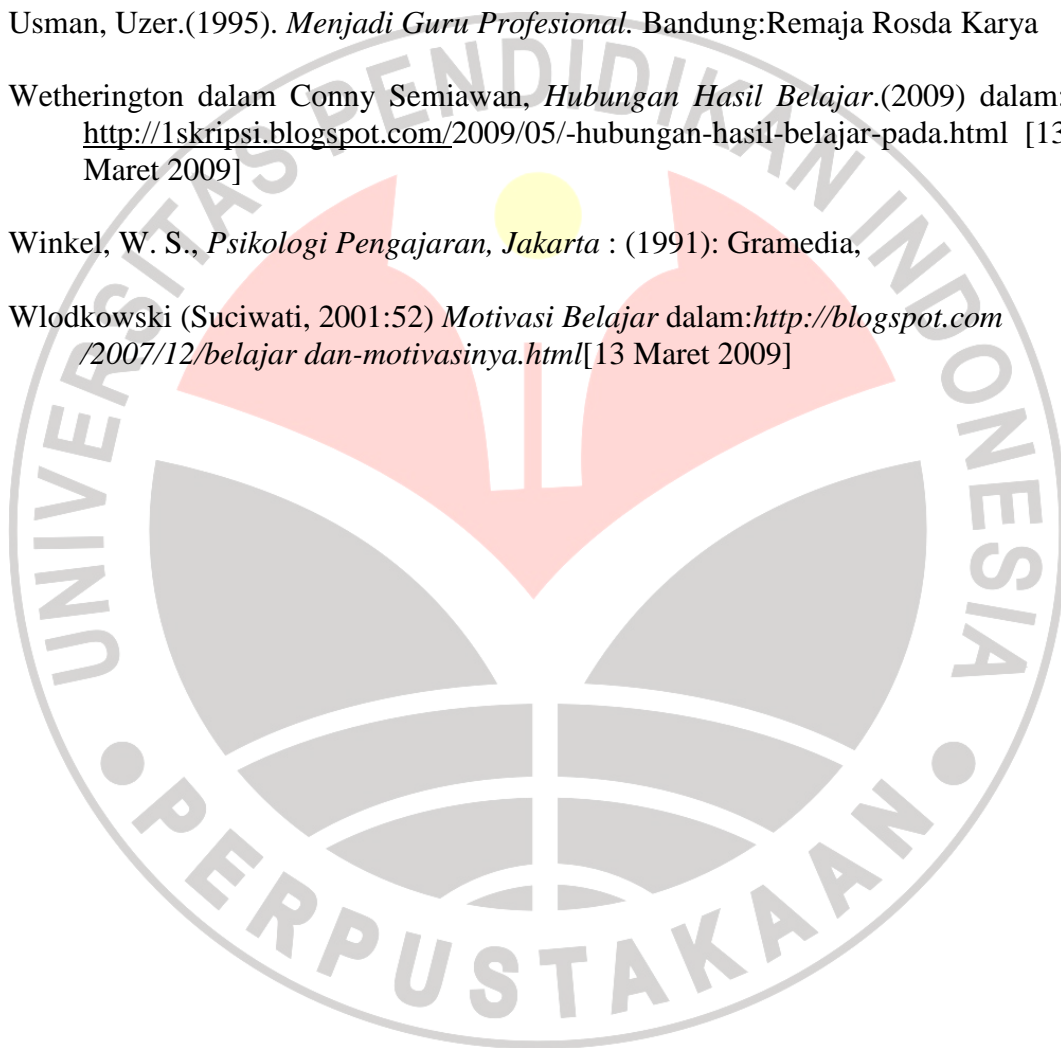 Usman, Uzer.(1995). Menjadi Guru Profesional. Bandung:Remaja Rosda Karya
Wetherington dalam Conny Semiawan, Hubungan Hasil Belajar.(2009) dalam:
http://1skripsi.blogspot.com/2009/05/-hubungan-hasil-belajar-pada.html [13
Maret 2009]
Winkel, W. S., Psikologi Pengajaran, Jakarta : (1991): Gramedia,
Wlodkowski (Suciwati, 2001:52) Motivasi Belajar dalam:http://blogspot.com
/2007/12/belajar dan-motivasinya.html[13 Maret 2009]
UNIVERSITAS PENDIDIKAN INDONESIA
PERPUSTAKAAN